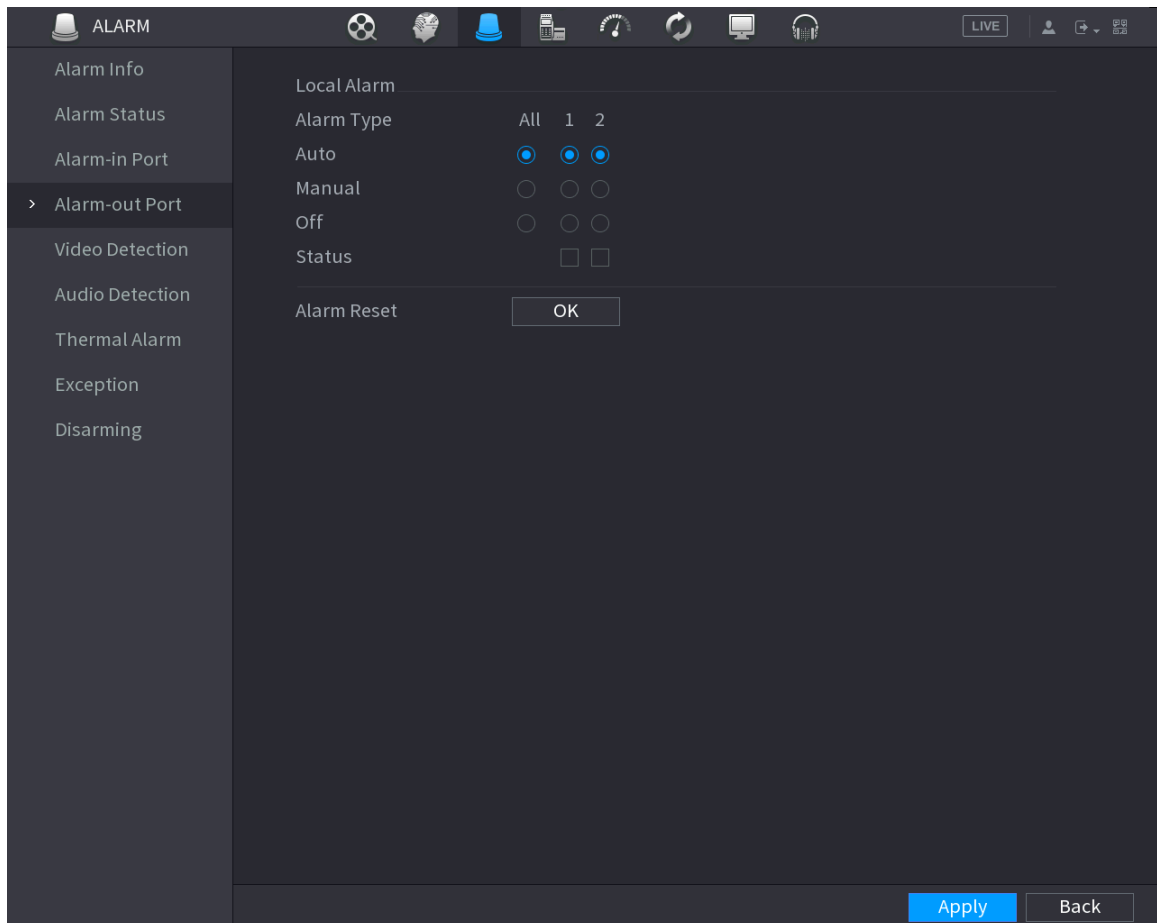 ALARM
LIVE
Alarm Info
Alarm Status
Alarm-in Port
Alarm-out Port
Video Detection
Audio Detection
Thermal Alarm
Exception
Disarming
Local Alarm
Alarm Type All 1 2
Auto
Manual
Off
Status
Alarm Reset OK
Apply Back